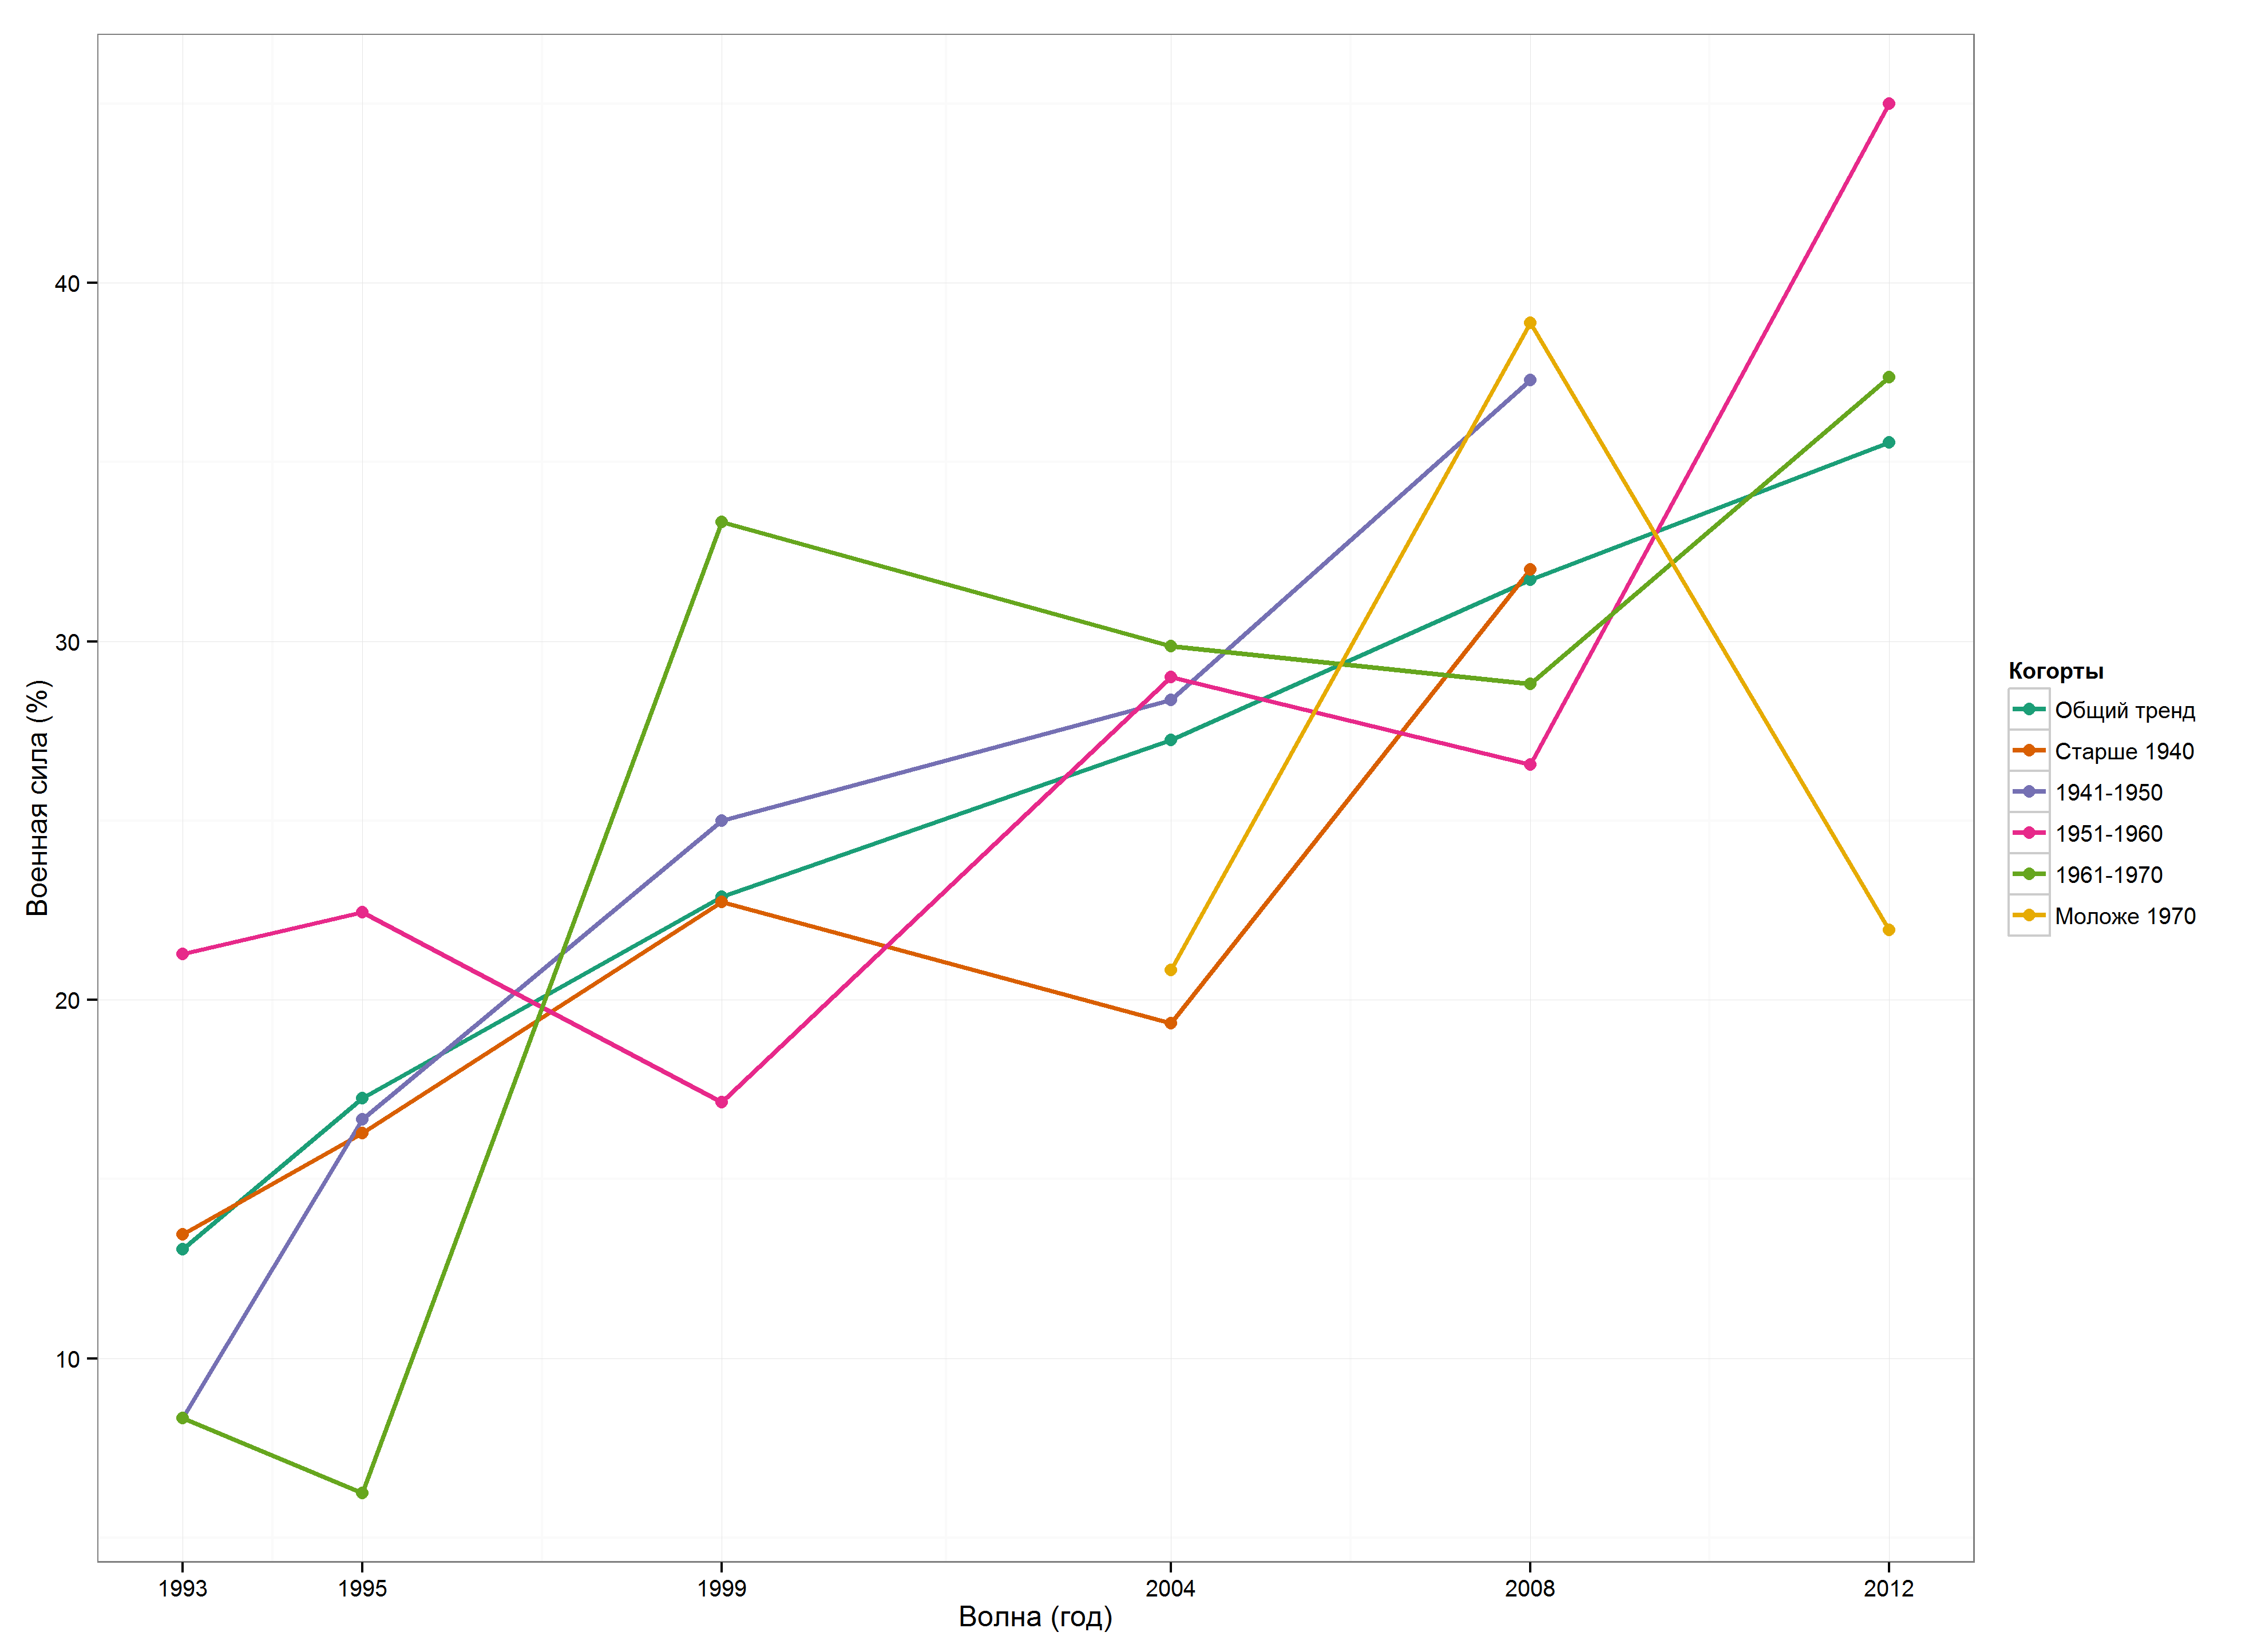 Военная сила (%)
40
30
20
10
1993 1995 1999 2004 2008 2012
Волна (год)
Когорты
Общий тренд
Старше 1940
1941-1950
1951-1960
1961-1970
Моложе 1970